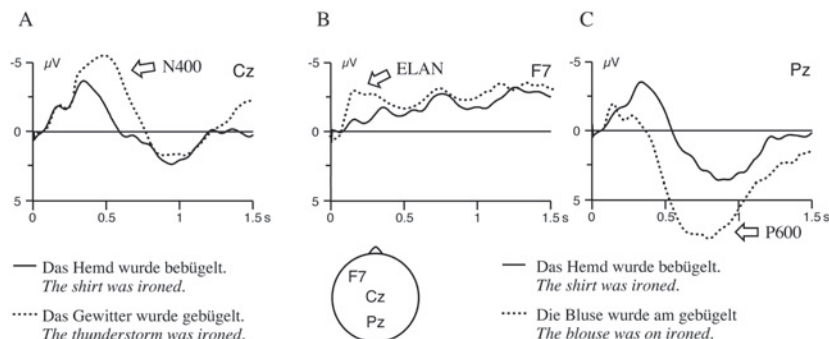 A
B
C
µV
-5
0
5
0
0.5
1
1.5 s
N400
Cz
µV
-5
0
5
0
0.5
1
1.5 s
ELAN
F7
µV
-5
0
5
0
0.5
1
1.5 s
Pz
P600
Das Hemd wurde bebügelt.
The shirt was ironed.
Das Gewitter wurde gebügelt.
The thunderstorm was ironed.
F7
Cz
Pz
Das Hemd wurde bebügelt.
The shirt was ironed.
Die Bluse wurde am gebügelt
The blouse was on ironed.